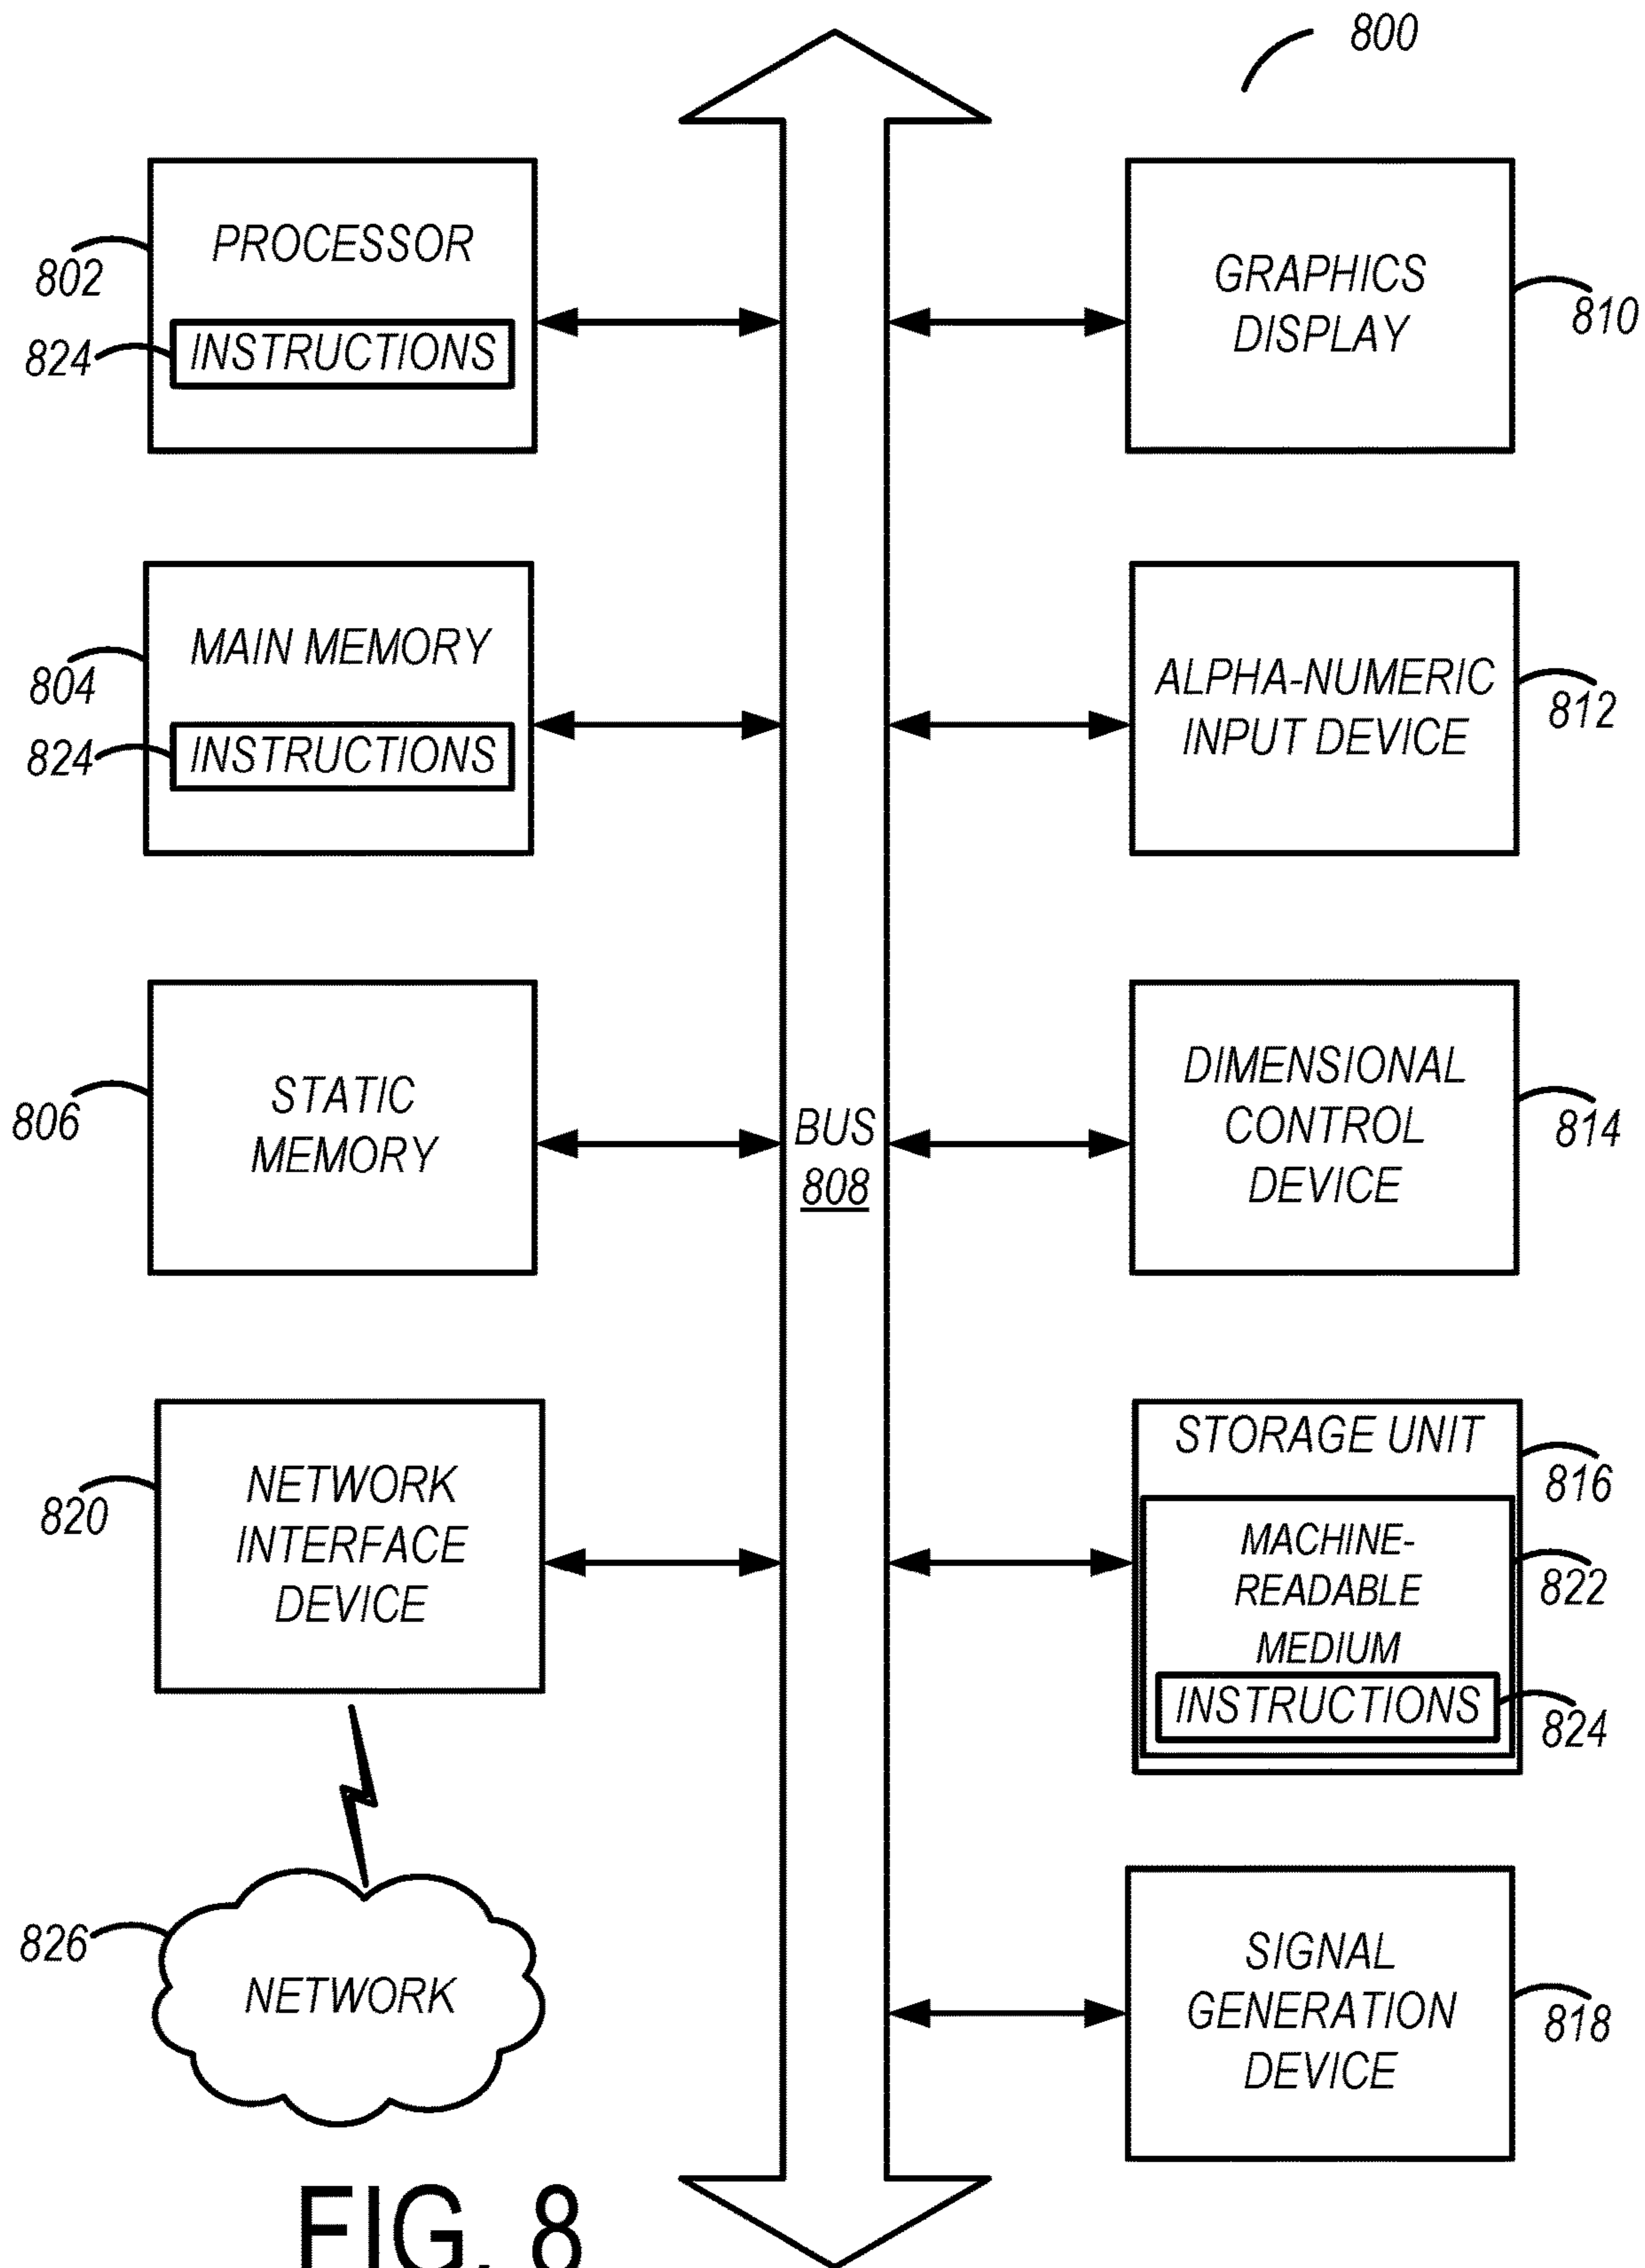 800
PROCESSOR
802
824
INSTRUCTIONS
GRAPHICS
DISPLAY
810
MAIN MEMORY
804
824
INSTRUCTIONS
ALPHA-NUMERIC
INPUT DEVICE
812
STATIC
MEMORY
806
BUS
808
DIMENSIONAL
CONTROL
DEVICE
814
NETWORK
INTERFACE
DEVICE
820
STORAGE UNIT
816
MACHINE-
READABLE
MEDIUM
822
INSTRUCTIONS
824
826
NETWORK
SIGNAL
GENERATION
DEVICE
818
FIG. 8